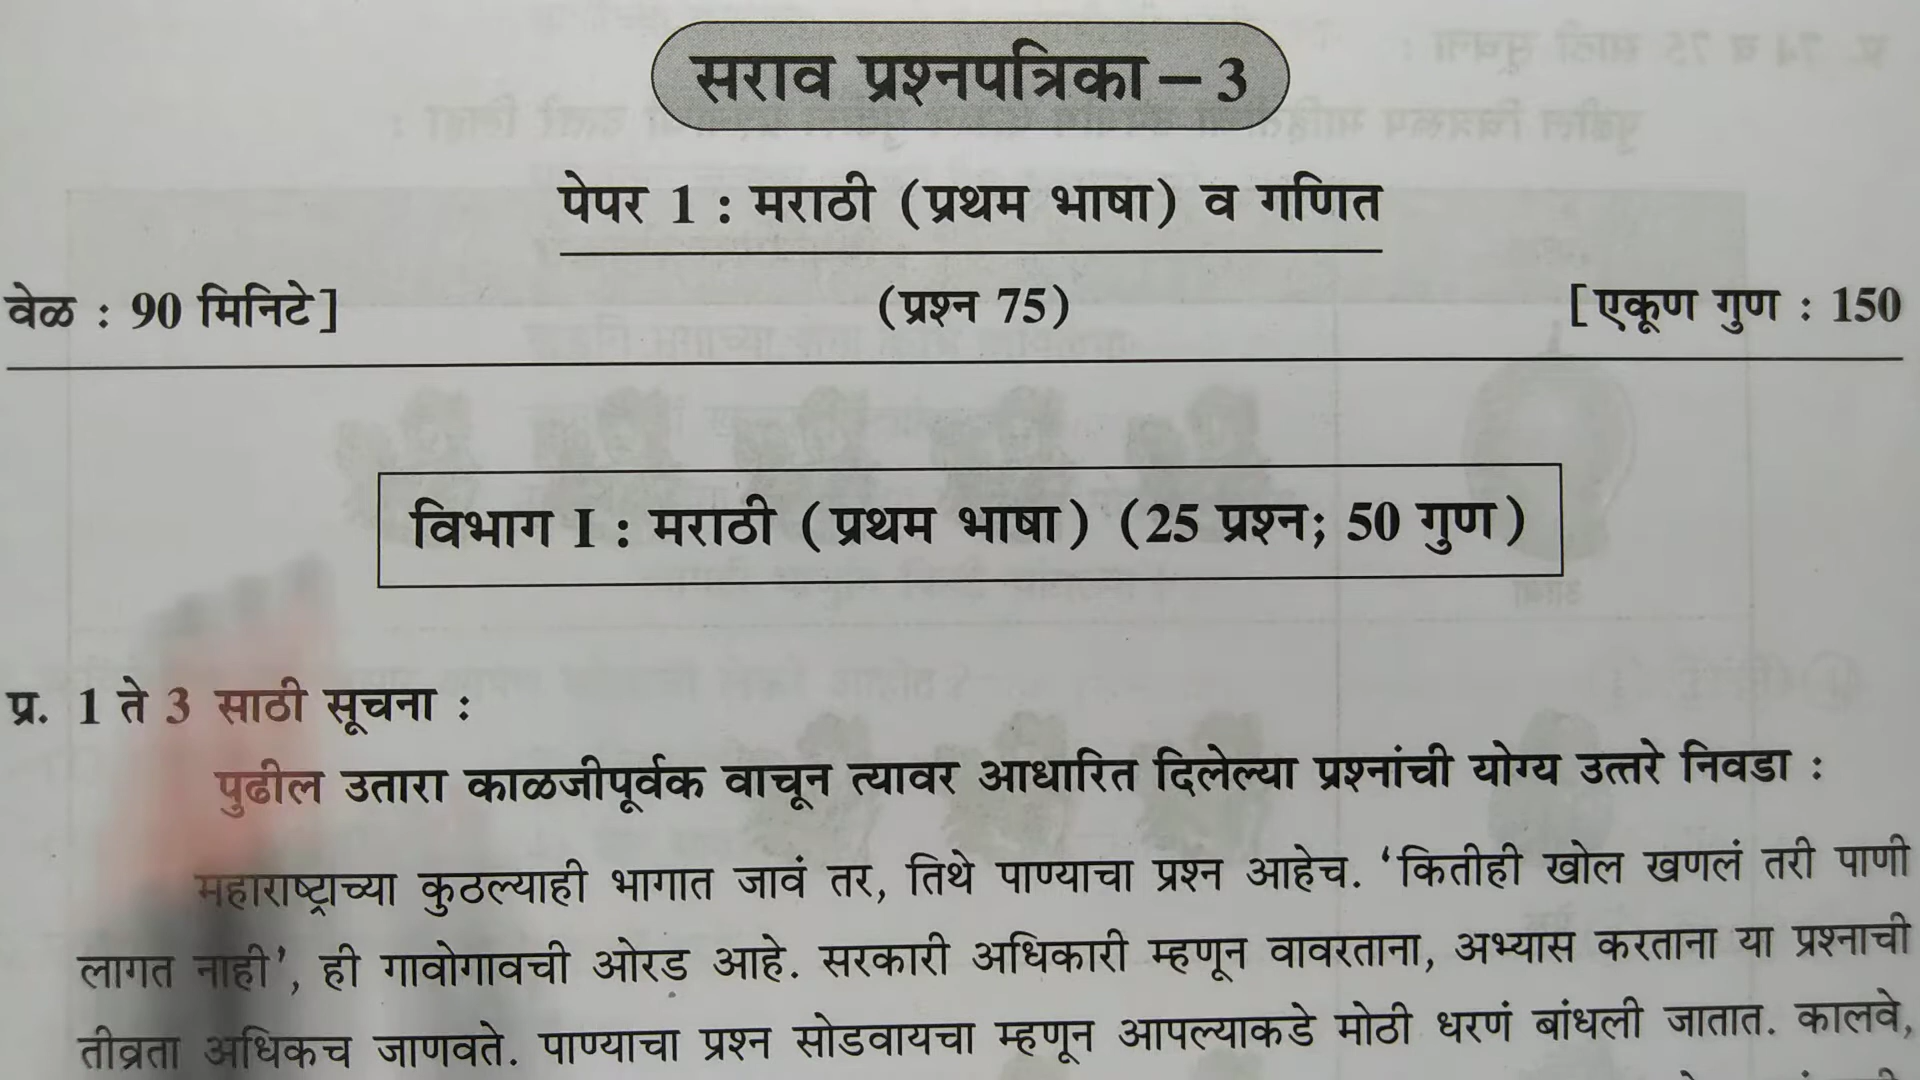 सराव प्रश्नपत्रिका – 3
पेपर 1 : मराठी (प्रथम भाषा) व गणित
वेळ : 90 मिनिटे] (प्रश्न 75) [एकूण गुण : 150
विभाग I : मराठी (प्रथम भाषा) (25 प्रश्न; 50 गुण)
प्र. 1 ते 3 साठी सूचना :
पुढील उतारा काळजीपूर्वक वाचून त्यावर आधारित दिलेल्या प्रश्नांची योग्य उत्तरे निवडा :
महाराष्ट्राच्या कुठल्याही भागात जावं तर, तिथे पाण्याचा प्रश्न आहेच. ‘कितीही खोल खणलं तरी पाणी
लागत नाही’, ही गावोगावची ओरड आहे. सरकारी अधिकारी म्हणून वावरताना, अभ्यास करताना या प्रश्नाची
तीव्रता अधिकच जाणवते. पाण्याचा प्रश्न सोडवायचा म्हणून आपल्याकडे मोठी धरणं बांधली जातात. कालवे,